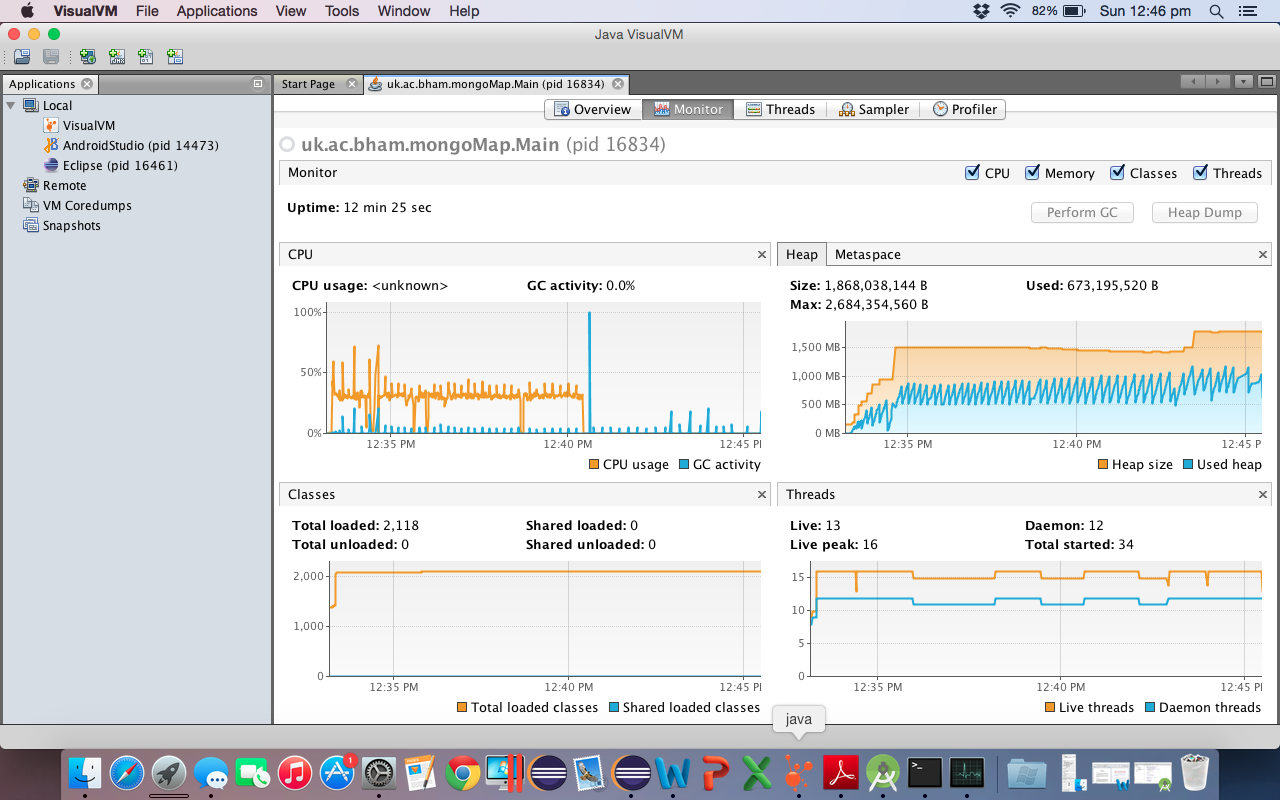 VisualVM File Applications View Tools Window Help 82% Sun 12:46 pm
Java VisualVM
Applications
Start Page uk.ac.bham.mongoMap.Main (pid 16834)
Local
VisualVM
AndroidStudio (pid 14473)
Eclipse (pid 16461)
Remote
VM Coredumps
Snapshots
Overview Monitor Threads Sampler Profiler
uk.ac.bham.mongoMap.Main (pid 16834)
Monitor CPU Memory Classes Threads
Uptime: 12 min 25 sec
Perform GC Heap Dump
CPU
CPU usage: <unknown> GC activity: 0.0%
100%
50%
0%
12:35 PM 12:40 PM 12:45 P
CPU usage GC activity
Heap Metaspace
Size: 1,868,038,144 B Used: 673,195,520 B
Max: 2,684,354,560 B
1,500 MB
1,000 MB
500 MB
0 MB
12:35 PM 12:40 PM 12:45 P
Heap size Used heap
Classes
Total loaded: 2,118 Shared loaded: 0
Total unloaded: 0 Shared unloaded: 0
2,000
1,000
0
12:35 PM 12:40 PM 12:45 P
Total loaded classes Shared loaded classes
Threads
Live: 13 Daemon: 12
Live peak: 16 Total started: 34
15
10
5
0
12:35 PM 12:40 PM 12:45 P
Live threads Daemon threads
java
1